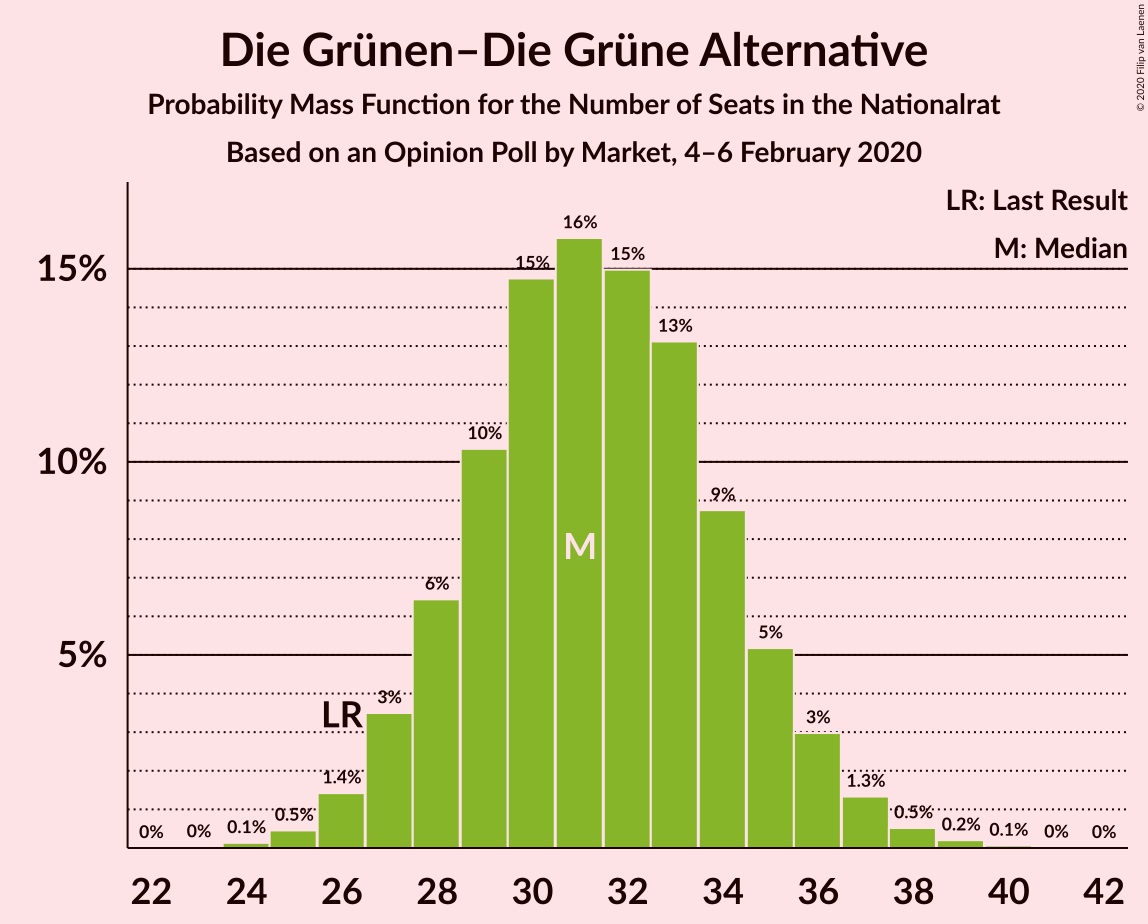 Die Grünen–Die Grüne Alternative
Probability Mass Function for the Number of Seats in the Nationalrat
Based on an Opinion Poll by Market, 4–6 February 2020
© 2020 Filip van Laenen
LR: Last Result
M: Median
15%
10%
5%
0%
0%
0.1%
0.5%
1.4%
3%
6%
10%
15%
16%
15%
13%
9%
5%
3%
1.3%
0.5%
0.2%
0.1%
0%
0%
LR
M
22 24 26 28 30 32 34 36 38 40 42